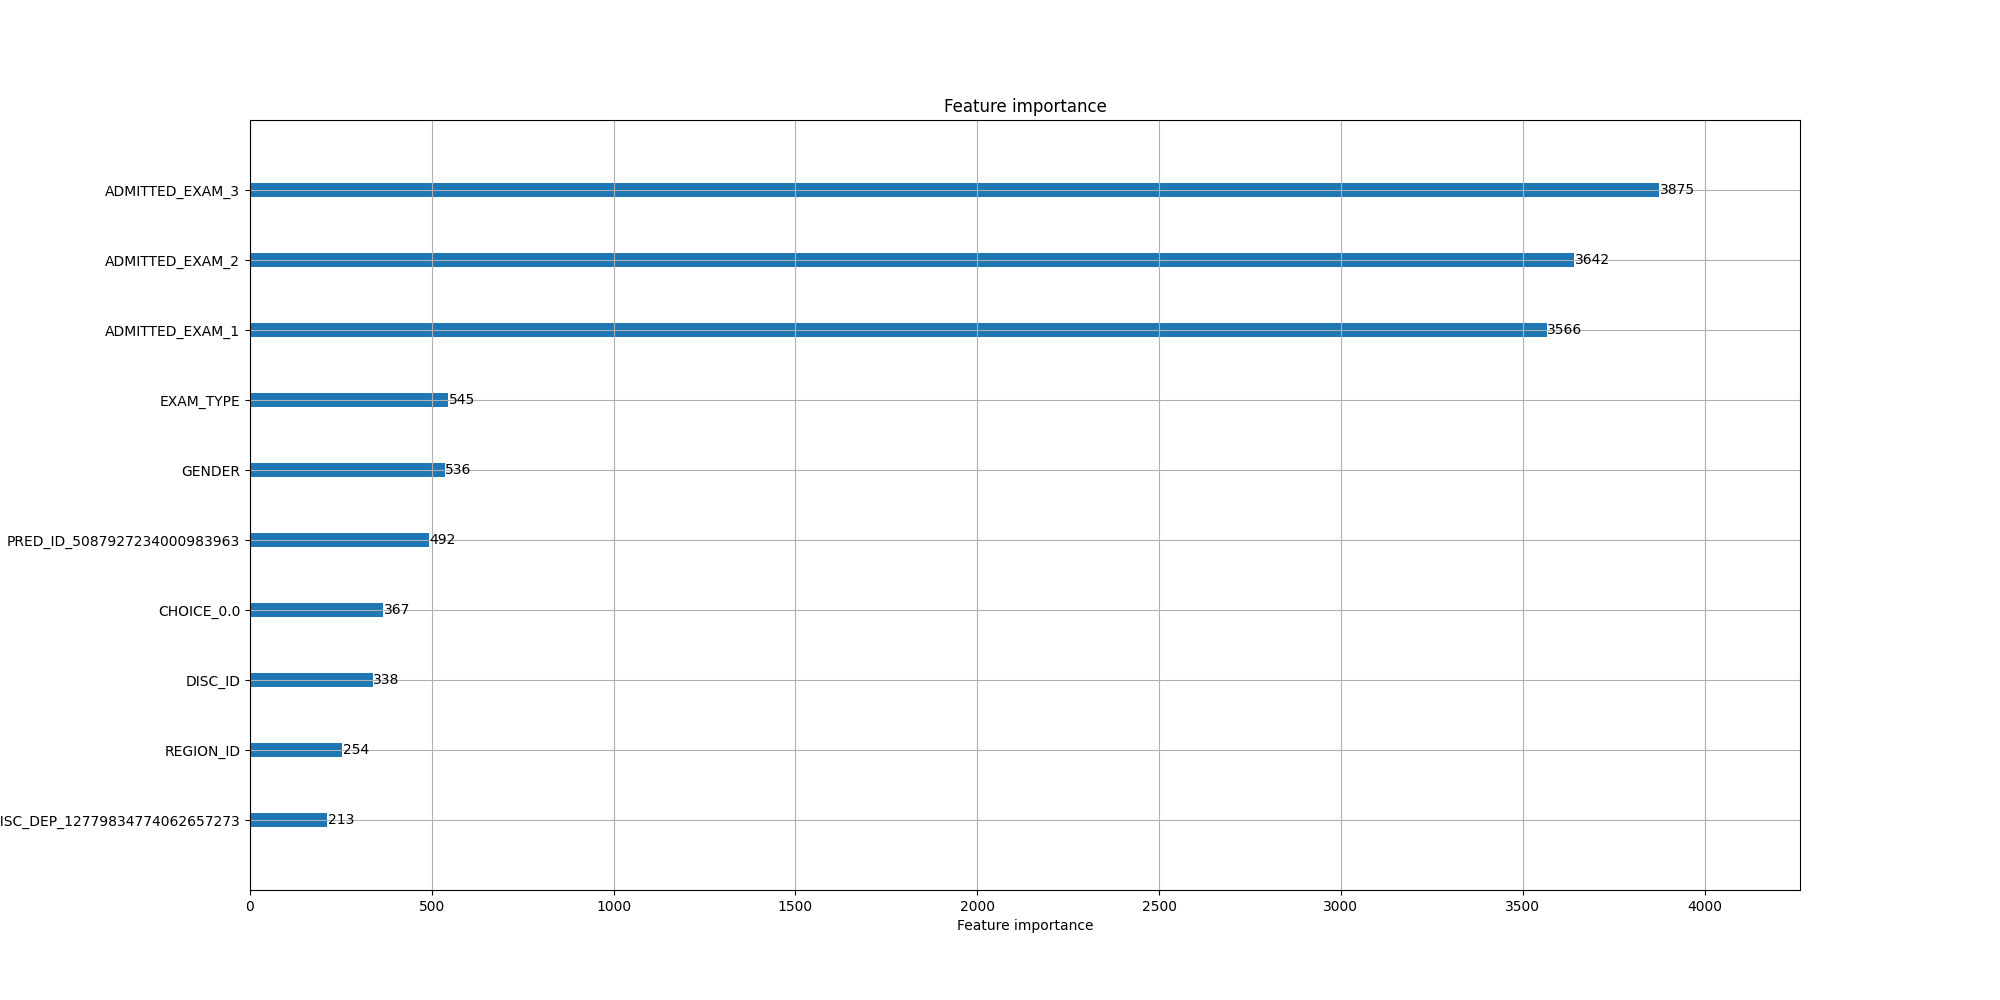 Feature importance
ADMITTED_EXAM_3 3875
ADMITTED_EXAM_2 3642
ADMITTED_EXAM_1 3566
EXAM_TYPE 545
GENDER 536
PRED_ID_5087927234000983963 492
CHOICE_0.0 367
DISC_ID 338
REGION_ID 254
ISC_DEP_12779834774062657273 213
0 500 1000 1500 2000 2500 3000 3500 4000
Feature importance